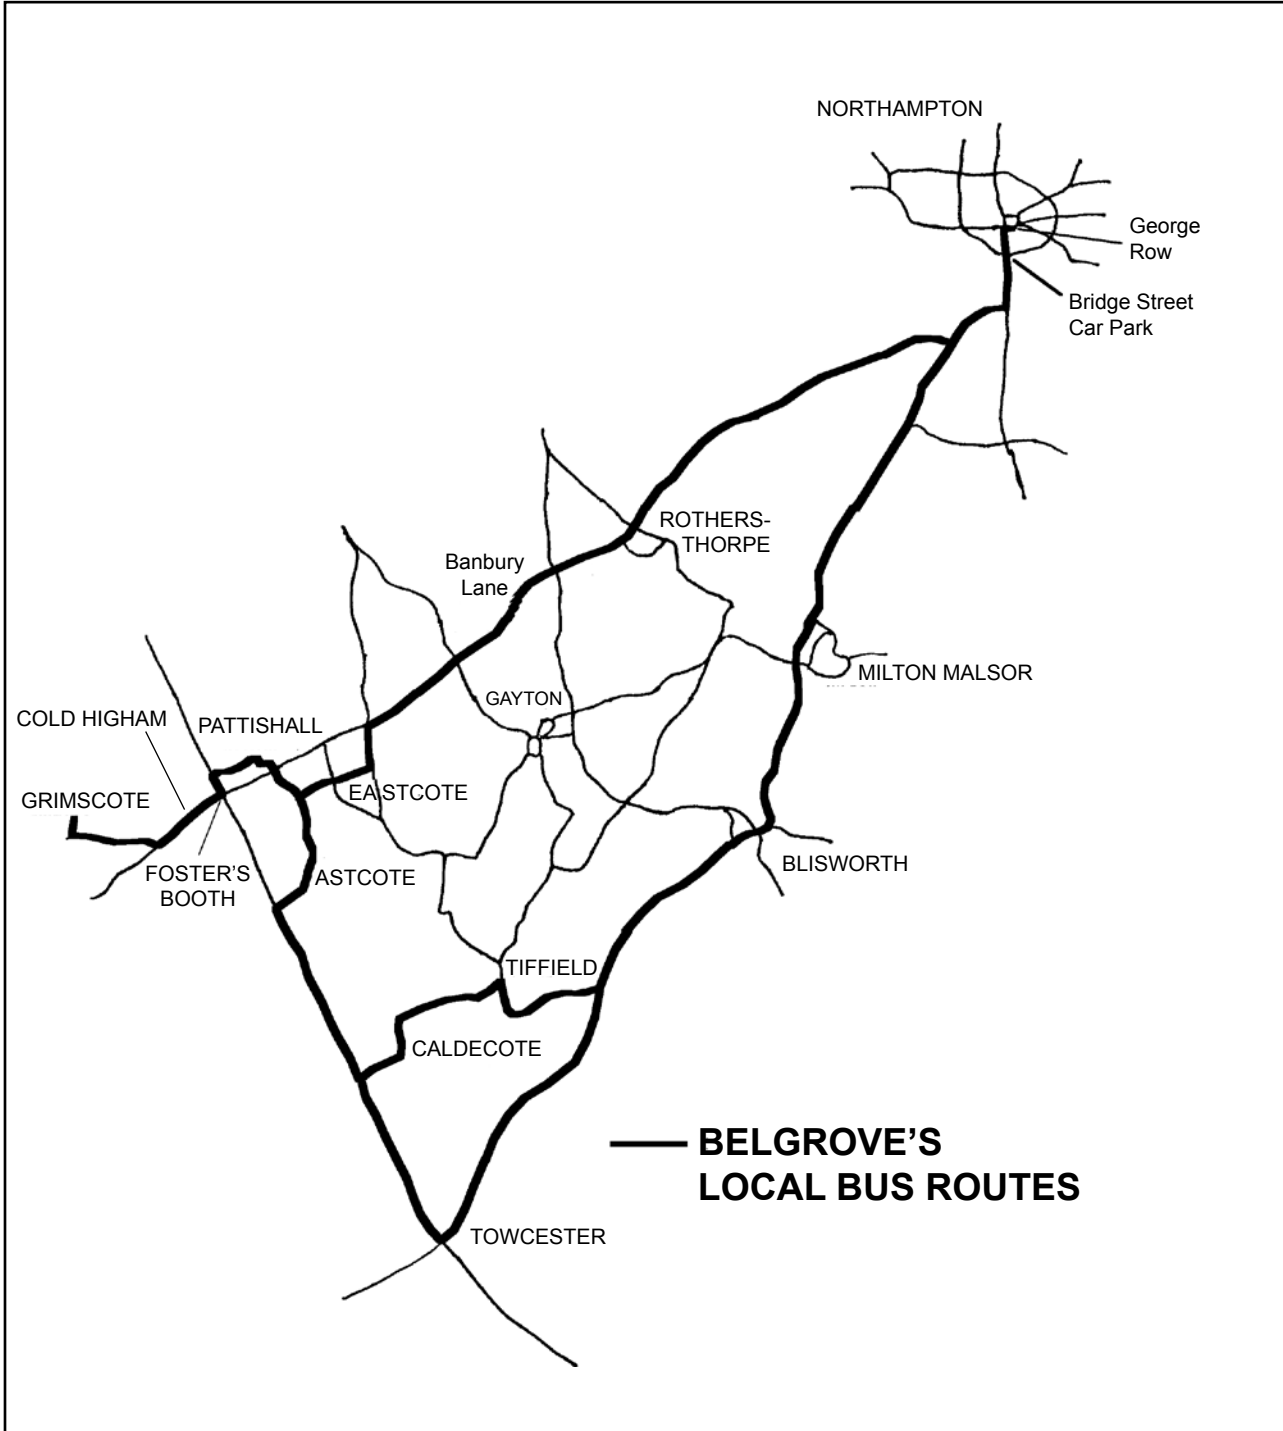 NORTHAMPTON
George
Row
Bridge Street
Car Park
ROTHERS-
THORPE
Banbury
Lane
MILTON MALSOR
GAYTON
COLD HIGHAM
PATTISHALL
GRIMSCOTE
EASTCOTE
FOSTER’S
BOOTH
ASTCOTE
BLISWORTH
TIFFIELD
CALDECOTE
BELGROVE’S
LOCAL BUS ROUTES
TOWCESTER